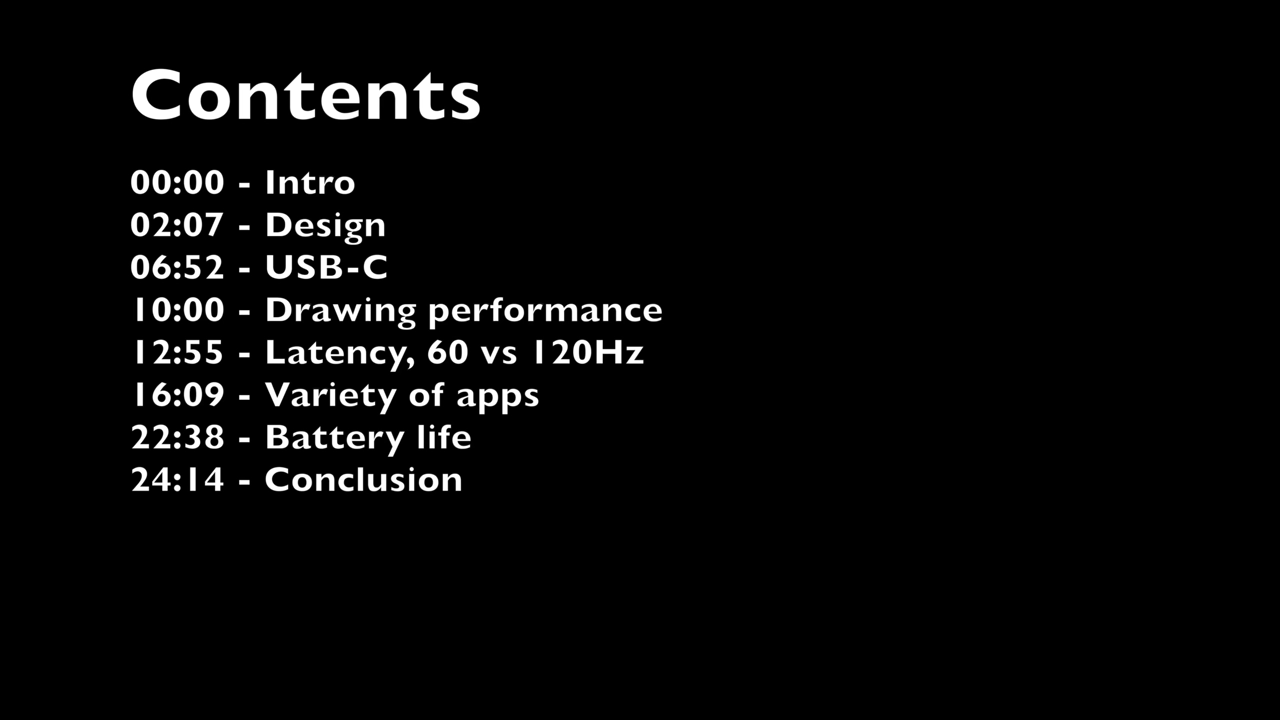 Contents
00:00 - Intro
02:07 - Design
06:52 - USB-C
10:00 - Drawing performance
12:55 - Latency, 60 vs 120Hz
16:09 - Variety of apps
22:38 - Battery life
24:14 - Conclusion